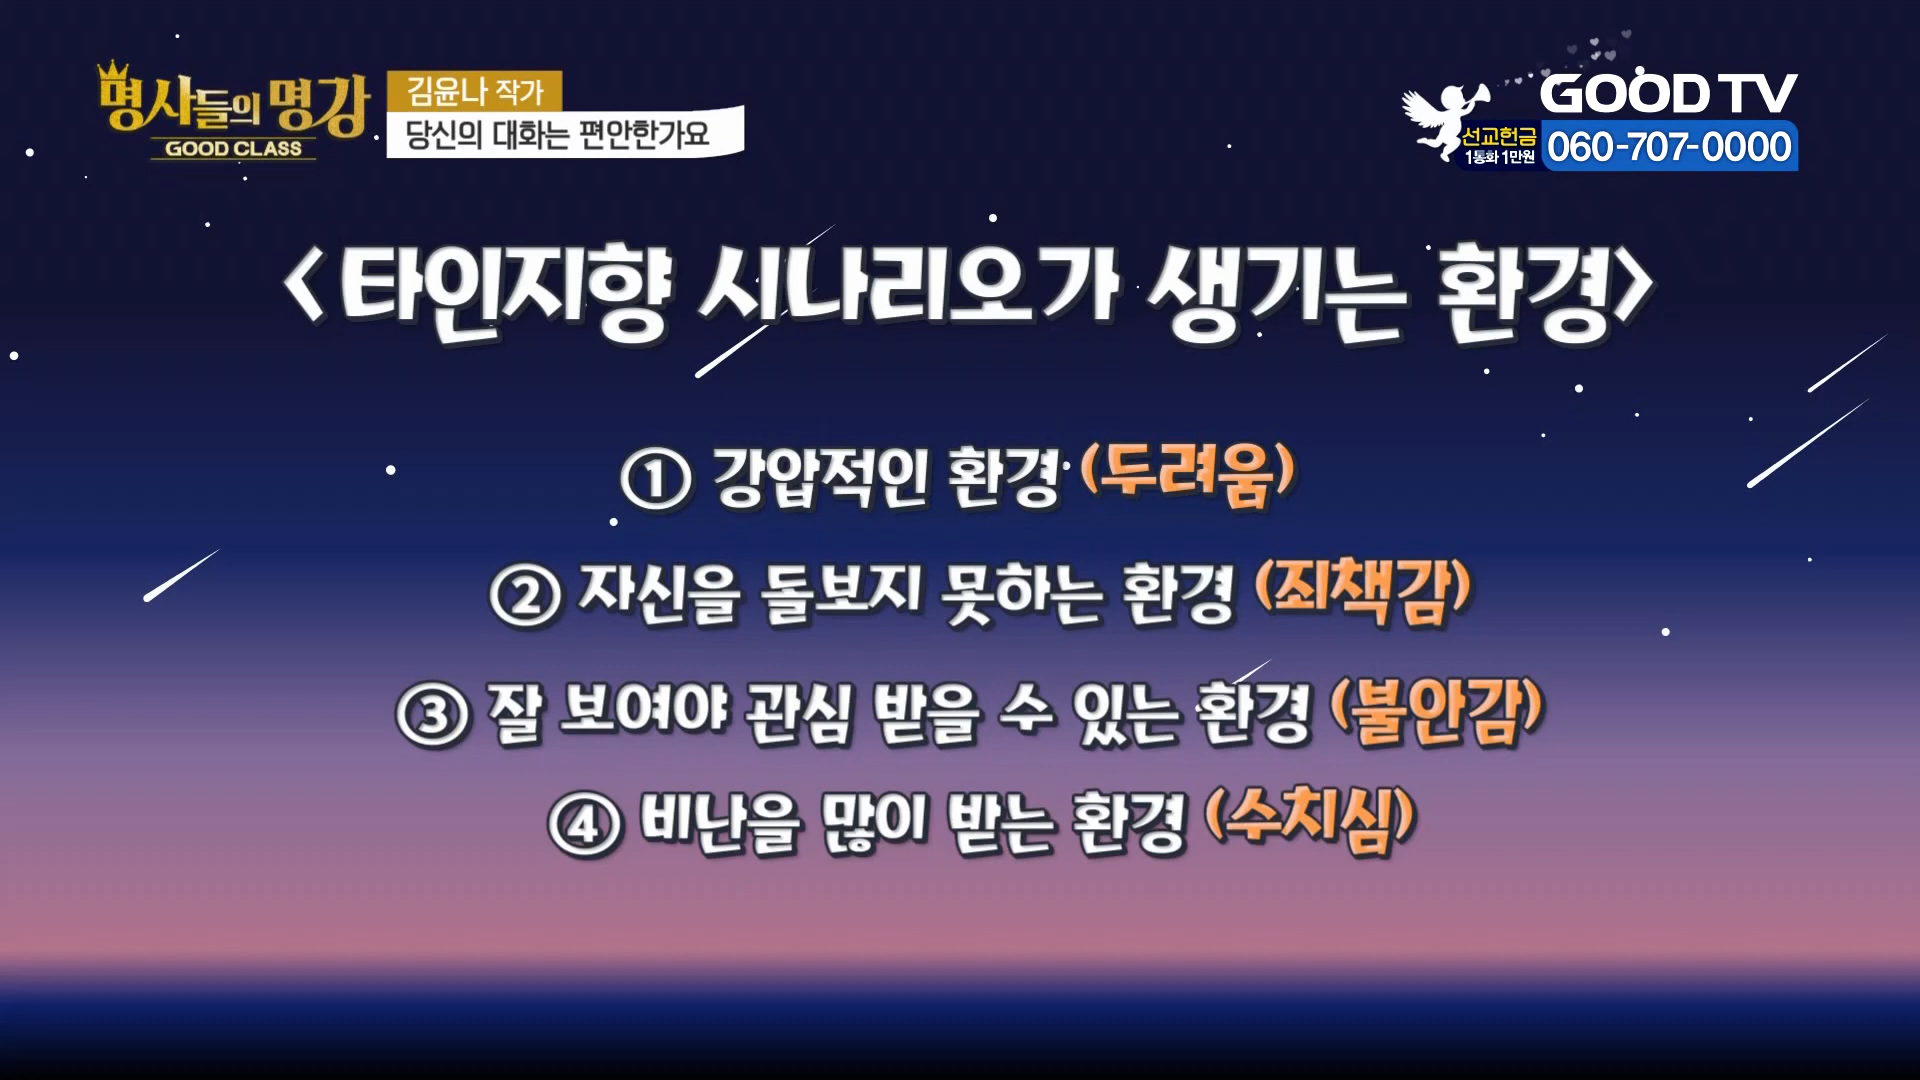 명사들의 명강
GOOD CLASS
김윤나 작가
당신의 대화는 편안한가요
GOOD TV
선교헌금
1통화 1만원
060-707-0000
<타인지향 시나리오가 생기는 환경>
① 강압적인 환경 (두려움)
② 자신을 돌보지 못하는 환경 (죄책감)
③ 잘 보여야 관심 받을 수 있는 환경 (불안감)
④ 비난을 많이 받는 환경 (수치심)